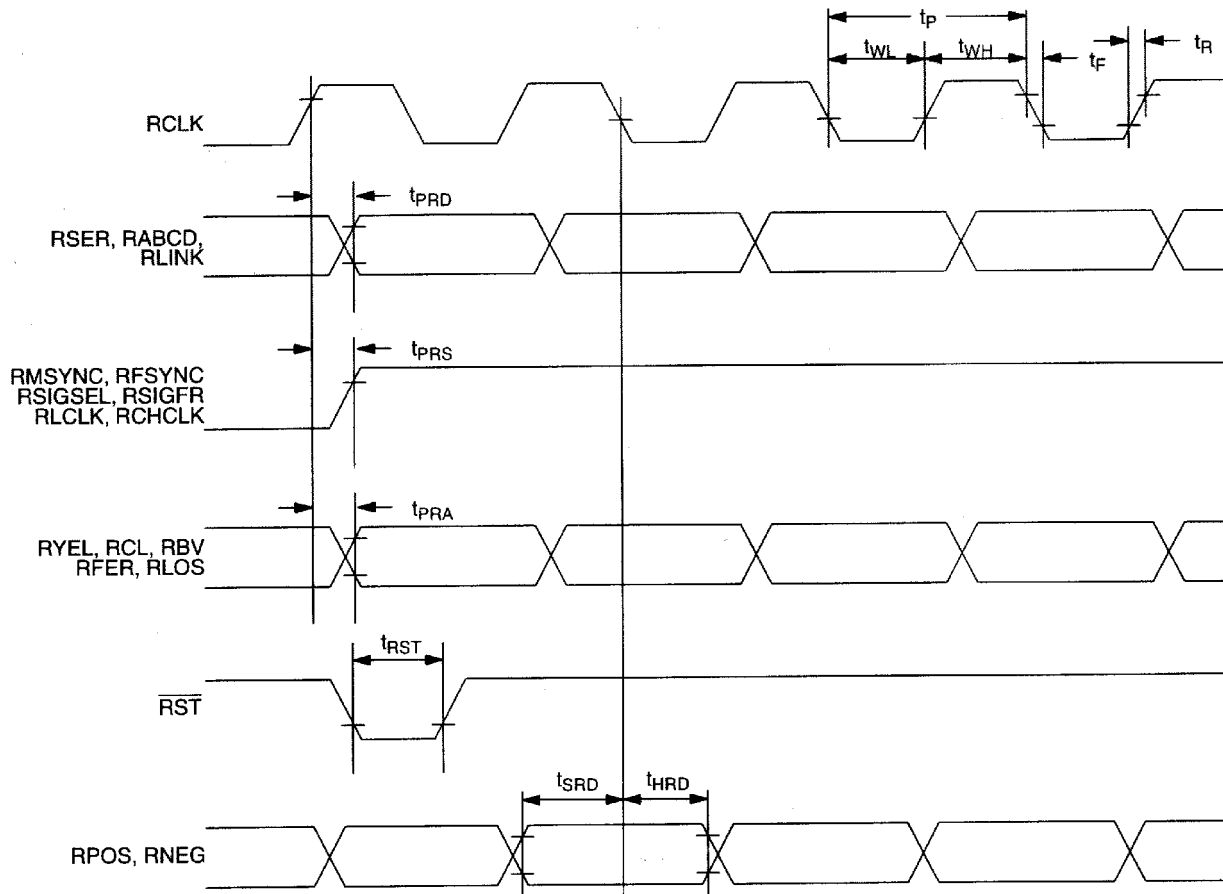 tP
tWL tWH tF tR
RCLK
tPRD
RSER, RABCD,
RLINK
tPRS
RMSYNC, RFSYNC
RSIGSEL, RSIGFR
RLCLK, RCHCLK
tPRA
RYEL, RCL, RBV
RFER, RLOS
tRST
RST
tSRD tHRD
RPOS, RNEG